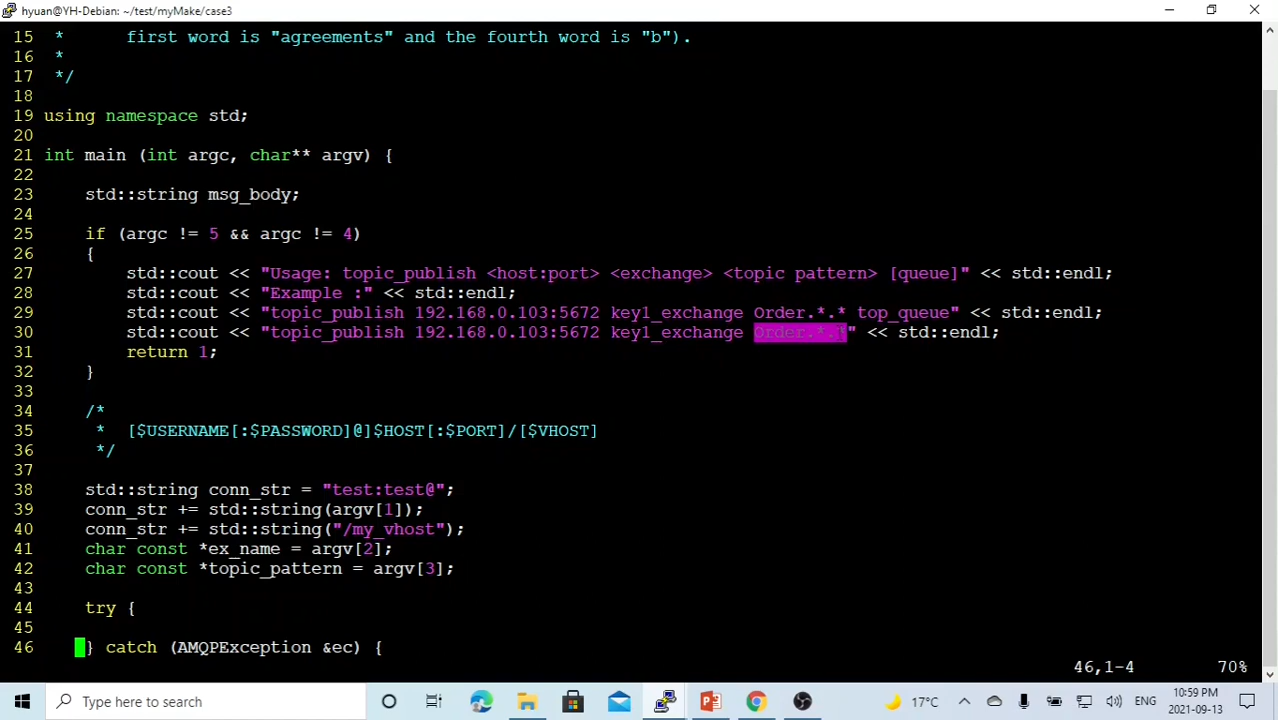 hyuan@YH-Debian: ~/test/myMake/case3
15 *      first word is "agreements" and the fourth word is "b").
16 *
17 */
18
19 using namespace std;
20
21 int main (int argc, char** argv) {
22
23     std::string msg_body;
24
25     if (argc != 5 && argc != 4)
26     {
27         std::cout << "Usage: topic_publish <host:port> <exchange> <topic pattern> [queue]" << std::endl;
28         std::cout << "Example :" << std::endl;
29         std::cout << "topic_publish 192.168.0.103:5672 key1_exchange Order.*.* top_queue" << std::endl;
30         std::cout << "topic_publish 192.168.0.103:5672 key1_exchange Order.*.*" << std::endl;
31         return 1;
32     }
33
34     /*
35      *  [$USERNAME[:$PASSWORD]@]$HOST[:$PORT]/[$VHOST]
36      */
37
38     std::string conn_str = "test:test@";
39     conn_str += std::string(argv[1]);
40     conn_str += std::string("/my_vhost");
41     char const *ex_name = argv[2];
42     char const *topic_pattern = argv[3];
43
44     try {
45
46     } catch (AMQPException &ec) {
46,1-4 70%
Type here to search
17°C
ENG
10:59 PM
2021-09-13